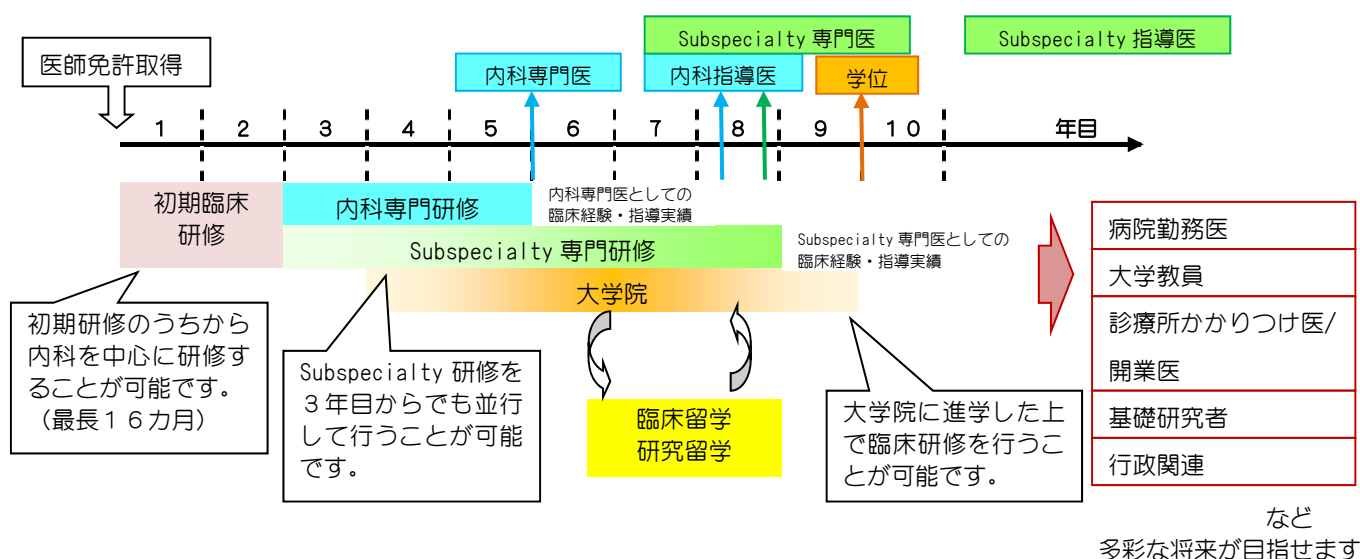 Subspecialty 専門医
Subspecialty 指導医
医師免許取得
内科専門医
内科指導医
学位
1 2 3 4 5 6 7 8 9 10 年目
初期臨床
研修
内科専門研修
内科専門医としての
臨床経験・指導実績
Subspecialty 専門研修
Subspecialty 専門医としての
臨床経験・指導実績
大学院
初期研修のうちから
内科を中心に研修す
ることが可能です。
(最長16カ月)
Subspecialty 研修を
3年目からでも並行
して行うことが可能
です。
臨床留学
研究留学
大学院に進学した上
で臨床研修を行うこ
とが可能です。
病院勤務医
大学教員
診療所かかりつけ医/
開業医
基礎研究者
行政関連
など
多彩な将来が目指せます